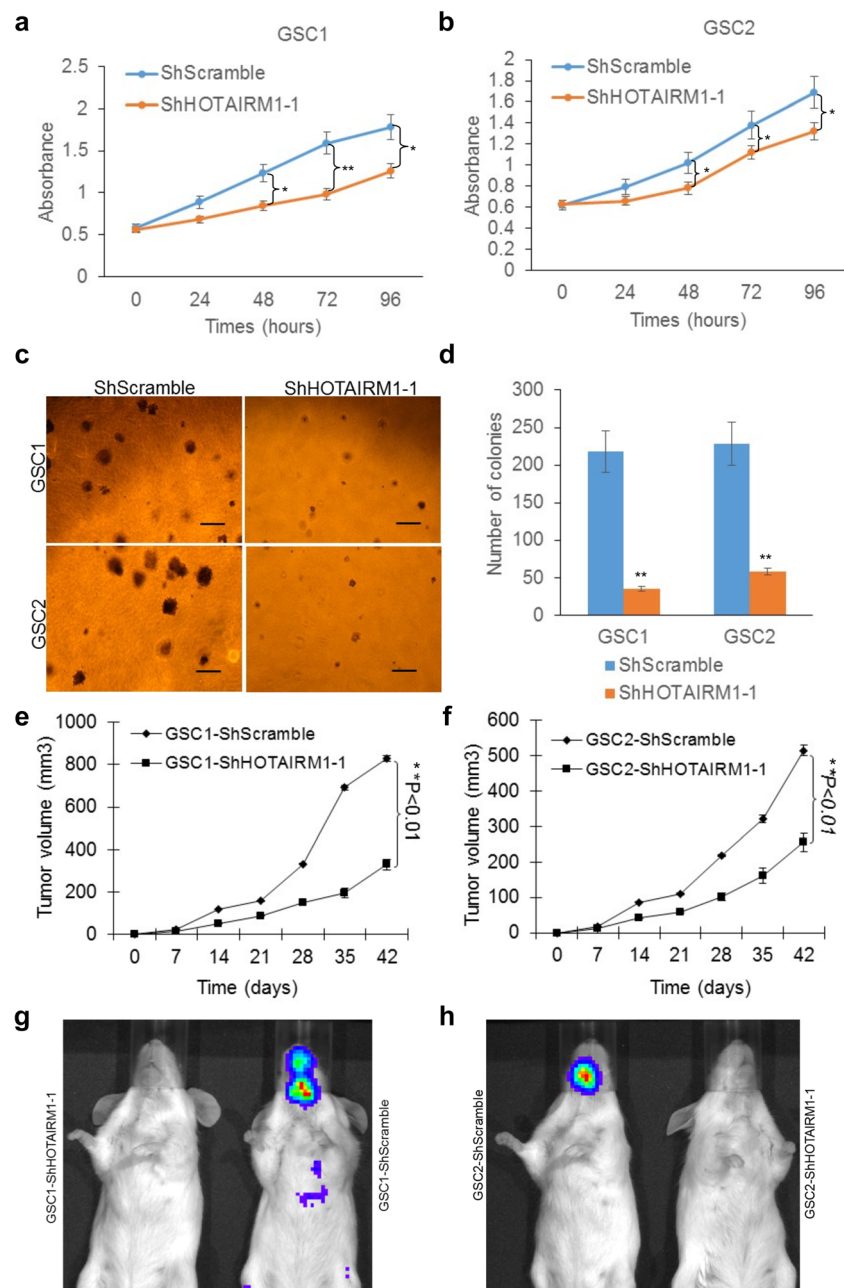 a
GSC1
2.5
2
1.5
1
0.5
0
Absorbance
ShScramble
ShHOTAIRM1-1
*
**
*
0 24 48 72 96
Times (hours)
b
GSC2
2
1.8
1.6
1.4
1.2
1
0.8
0.6
0.4
0.2
0
Absorbance
ShScramble
ShHOTAIRM1-1
*
*
*
0 24 48 72 96
Times (hours)
c
ShScramble ShHOTAIRM1-1
GSC1
GSC2
d
300
250
200
150
100
50
0
Number of colonies
**
**
GSC1 GSC2
ShScramble
ShHOTAIRM1-1
e
1000
800
600
400
200
0
Tumor volume (mm3)
GSC1-ShScramble
GSC1-ShHOTAIRM1-1
**P<0.01
0 7 14 21 28 35 42
Time (days)
f
600
500
400
300
200
100
0
Tumor volume (mm3)
GSC2-ShScramble
GSC2-ShHOTAIRM1-1
**P<0.01
0 7 14 21 28 35 42
Time (days)
g
GSC1-ShHOTAIRM1-1
GSC1-ShScramble
h
GSC2-ShScramble
GSC2-ShHOTAIRM1-1